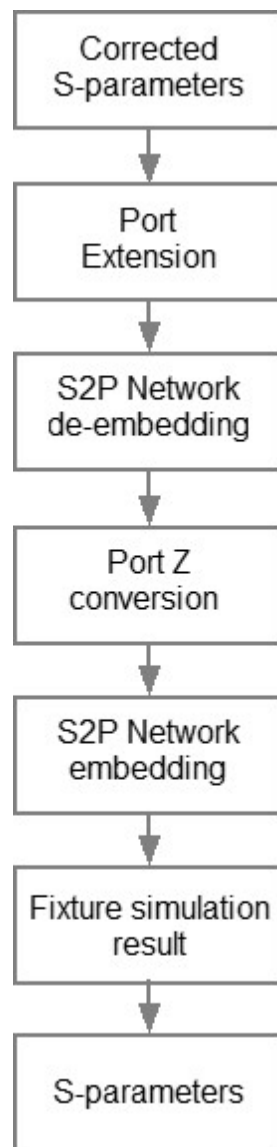 Corrected
S-parameters
Port
Extension
S2P Network
de-embedding
Port Z
conversion
S2P Network
embedding
Fixture simulation
result
S-parameters